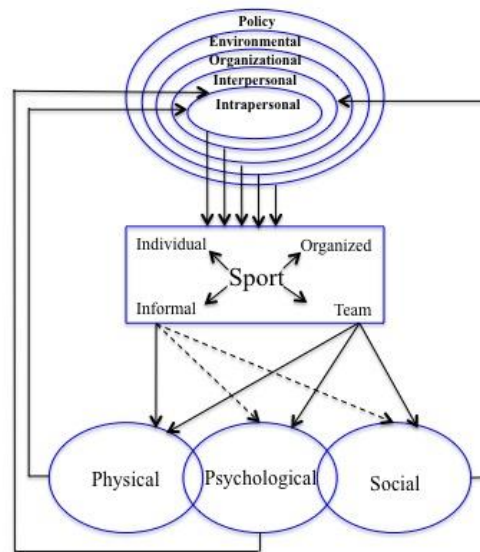 Policy
Environmental
Organizational
Interpersonal
Intrapersonal
Individual
Organized
Sport
Informal
Team
Physical
Psychological
Social